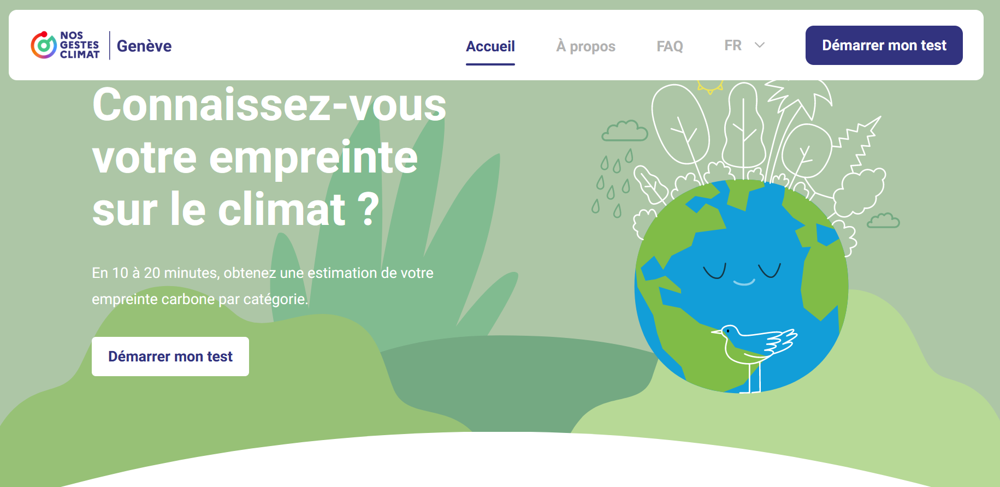 NOS
GESTES
CLIMAT
Genève
Accueil
À propos
FAQ
FR
Démarrer mon test
Connaissez-vous
votre empreinte
sur le climat ?
En 10 à 20 minutes, obtenez une estimation de votre
empreinte carbone par catégorie.
Démarrer mon test